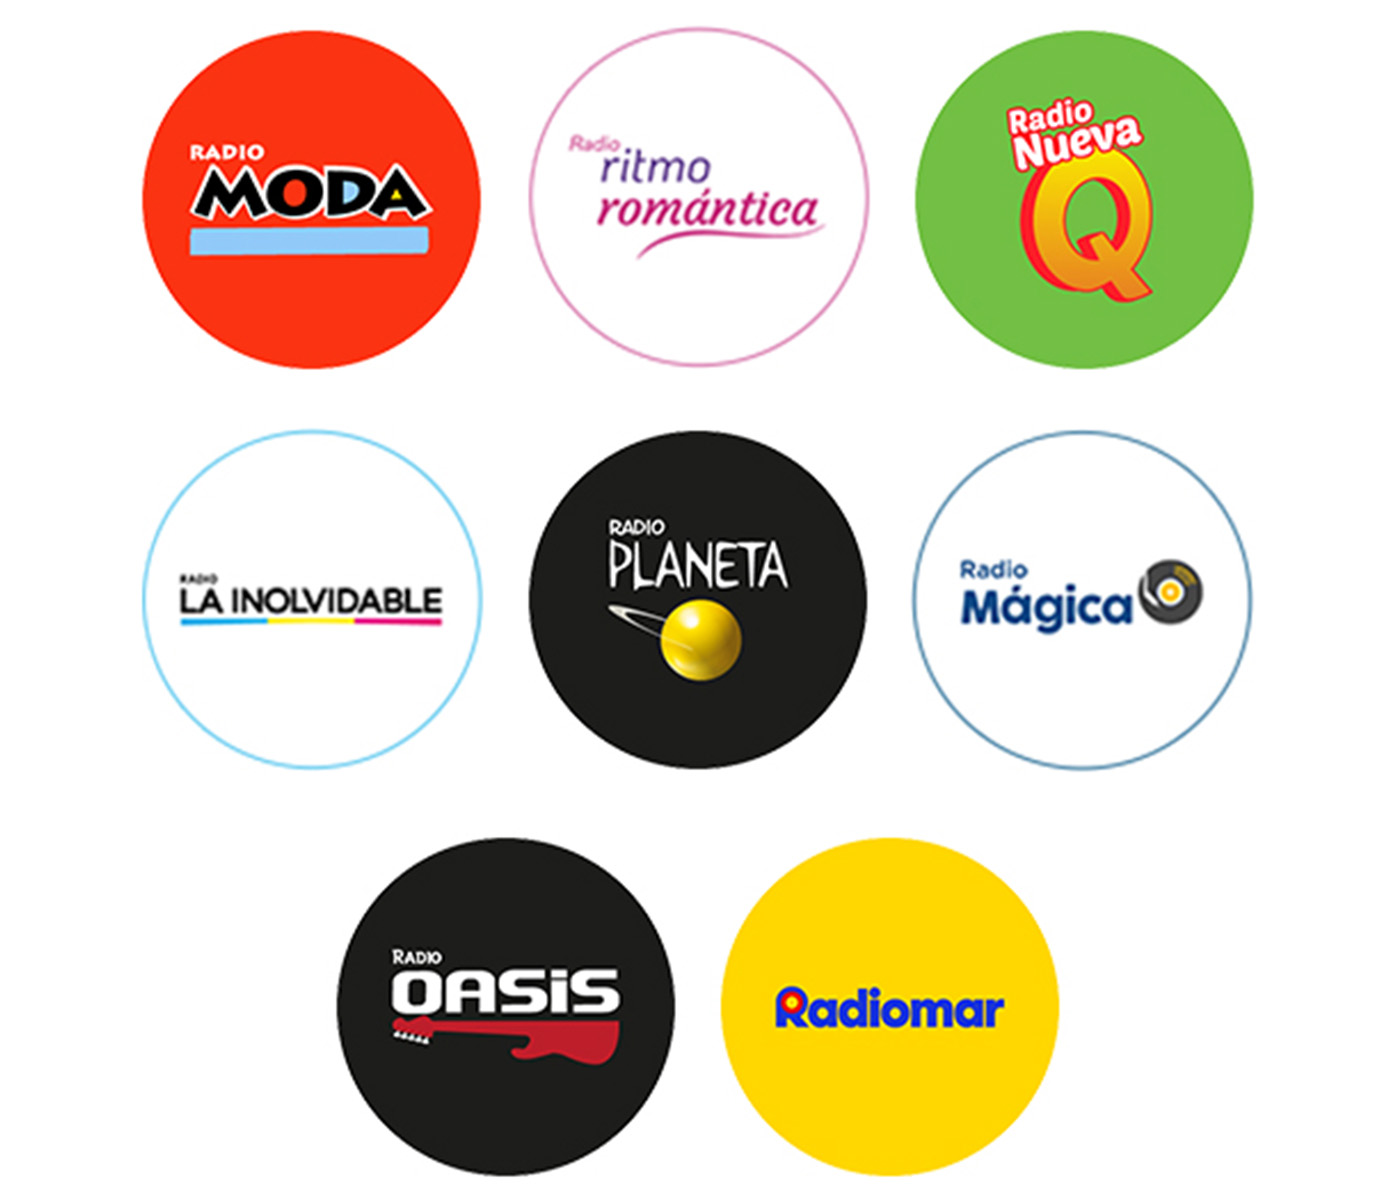 RADIO
MODA
Radio
ritmo
romántica
Radio
Nueva
Q
RADIO
LA INOLVIDABLE
RADIO
PLANETA
Radio
Mágica
RADIO
OASiS
Radiomar